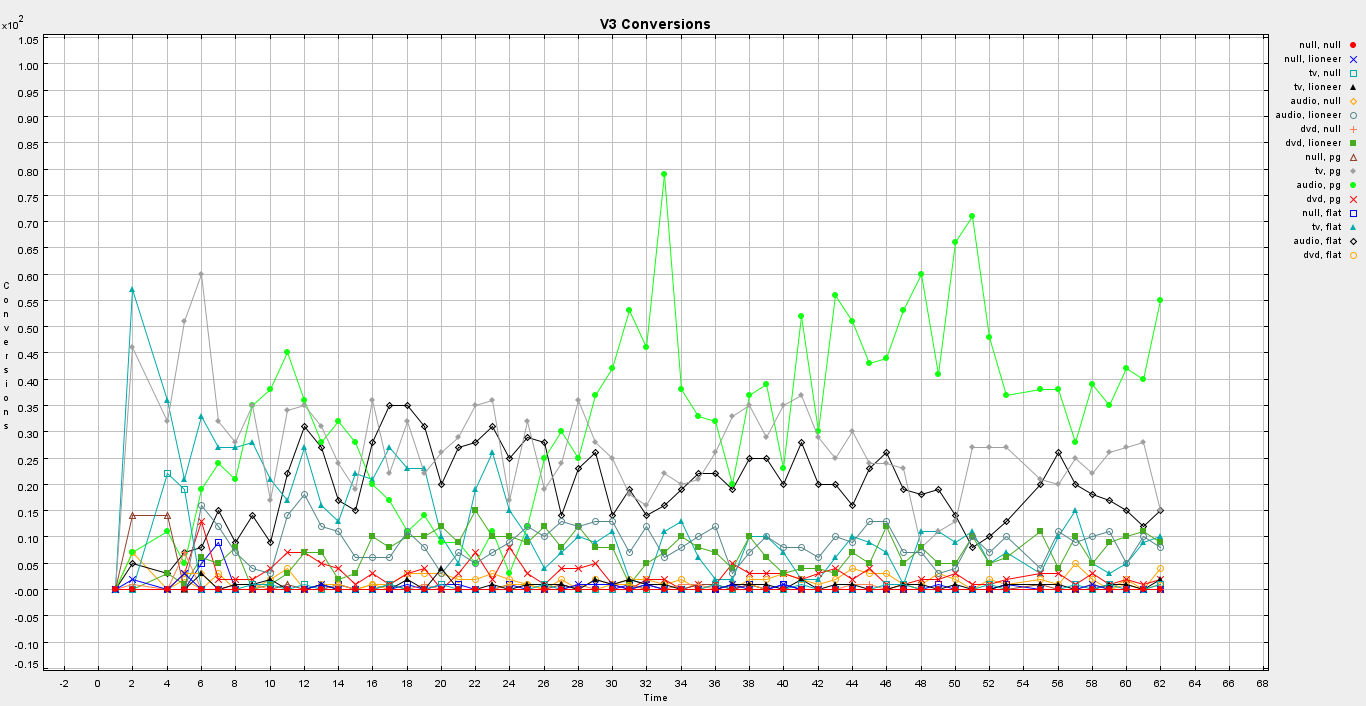 V3 Conversions
x10²
1.05
1.00
0.95
0.90
0.85
0.80
0.75
0.70
0.65
0.60
0.55
0.50
0.45
0.40
0.35
0.30
0.25
0.20
0.15
0.10
0.05
-0.00
-0.05
-0.10
-0.15
Conversions
-2 0 2 4 6 8 10 12 14 16 18 20 22 24 26 28 30 32 34 36 38 40 42 44 46 48 50 52 54 56 58 60 62 64 66 68
Time
null, null
null, lioneer
tv, null
tv, lioneer
audio, null
audio, lioneer
dvd, null
dvd, lioneer
null, pg
tv, pg
audio, pg
dvd, pg
null, flat
tv, flat
audio, flat
dvd, flat